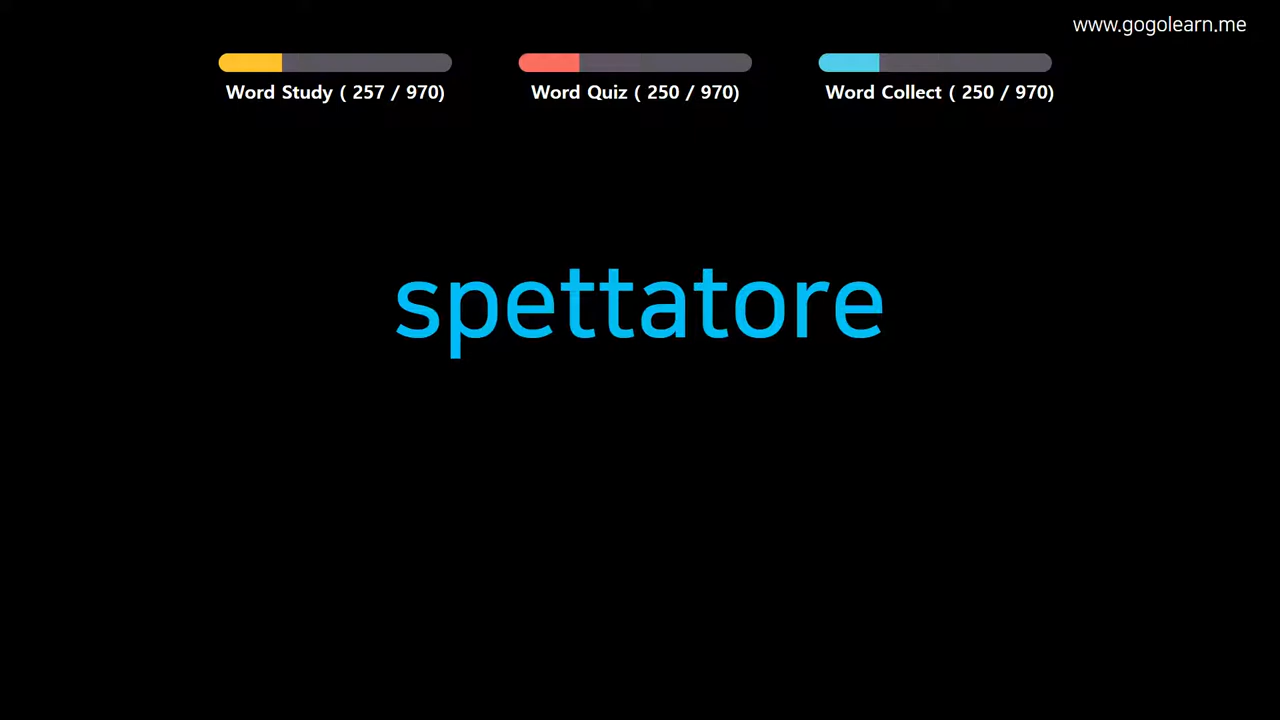 www.gogolearn.me
Word Study ( 257 / 970)
Word Quiz ( 250 / 970)
Word Collect ( 250 / 970)
spettatore